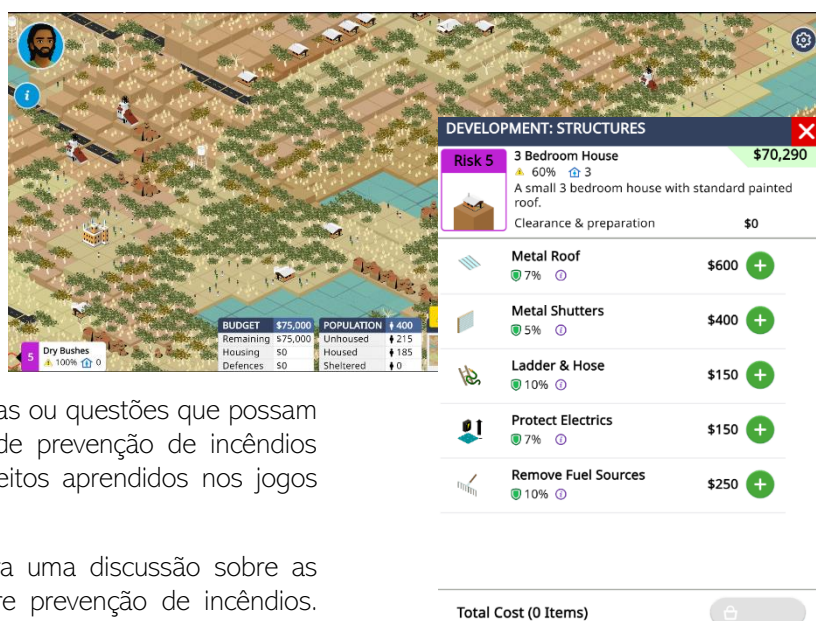 i
BUDGET $75,000
Remaining $75,000
Housing $0
Defences $0
POPULATION 400
Unhoused 215
Housed 185
Sheltered 0
5 Dry Bushes
100% 0
DEVELOPMENT: STRUCTURES
Risk 5
3 Bedroom House $70,290
60% 3
A small 3 bedroom house with standard painted
roof.
Clearance & preparation $0
Metal Roof
7% i
$600 +
Metal Shutters
5% i
$400 +
Ladder & Hose
10% i
$150 +
Protect Electrics
7% i
$150 +
Remove Fuel Sources
10% i
$250 +
Total Cost (0 Items)
ou questões que possam
de prevenção de incêndios
aprendidos nos jogos
uma discussão sobre as
prevenção de incêndios.